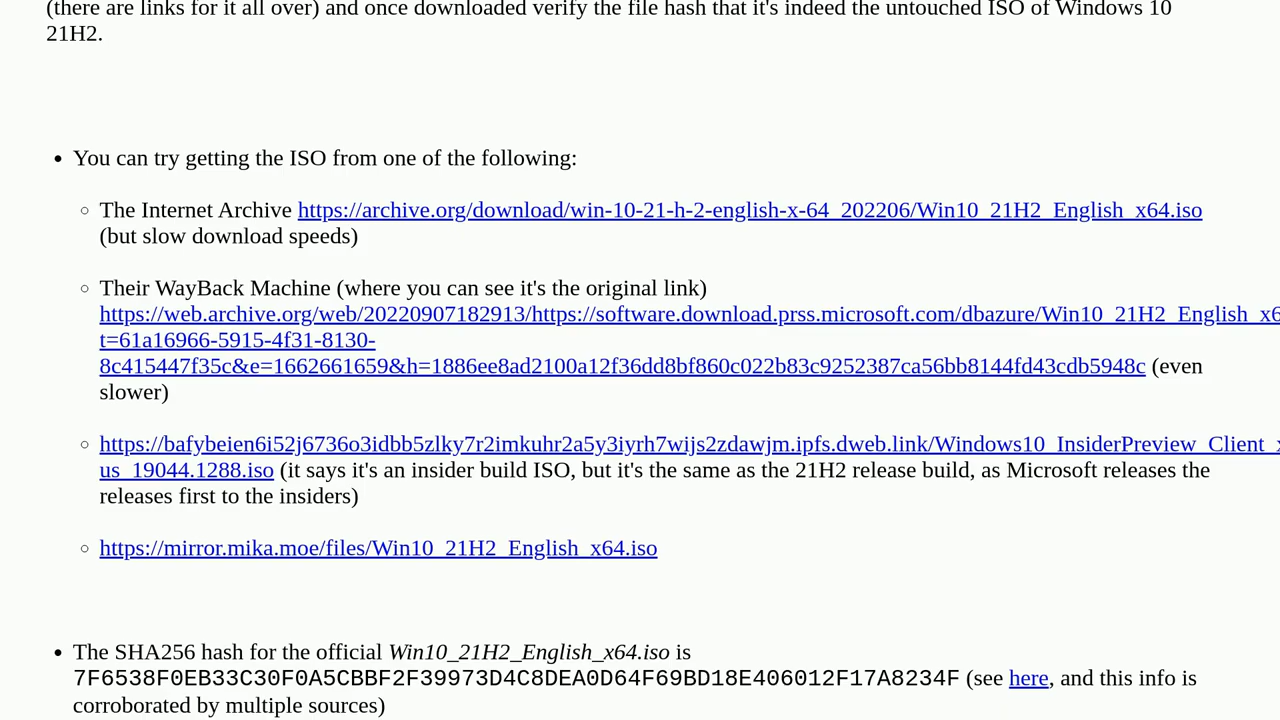 (there are links for it all over) and once downloaded verify the file hash that it's indeed the untouched ISO of Windows 10
21H2.
• You can try getting the ISO from one of the following:
◦ The Internet Archive https://archive.org/download/win-10-21-h-2-english-x-64_202206/Win10_21H2_English_x64.iso
(but slow download speeds)
◦ Their WayBack Machine (where you can see it's the original link)
https://web.archive.org/web/20220907182913/https://software.download.prss.microsoft.com/dbazure/Win10_21H2_English_x6
t=61a16966-5915-4f31-8130-
8c415447f35c&e=1662661659&h=1886ee8ad2100a12f36dd8bf860c022b83c9252387ca56bb8144fd43cdb5948c (even
slower)
◦ https://bafybeien6i52j6736o3idbb5zlky7r2imkuhr2a5y3iyrh7wijs2zdawjm.ipfs.dweb.link/Windows10_InsiderPreview_Client_x
us_19044.1288.iso (it says it's an insider build ISO, but it's the same as the 21H2 release build, as Microsoft releases the
releases first to the insiders)
◦ https://mirror.mika.moe/files/Win10_21H2_English_x64.iso
• The SHA256 hash for the official Win10_21H2_English_x64.iso is
7F6538F0EB33C30F0A5CBBF2F39973D4C8DEA0D64F69BD18E406012F17A8234F (see here, and this info is
corroborated by multiple sources)